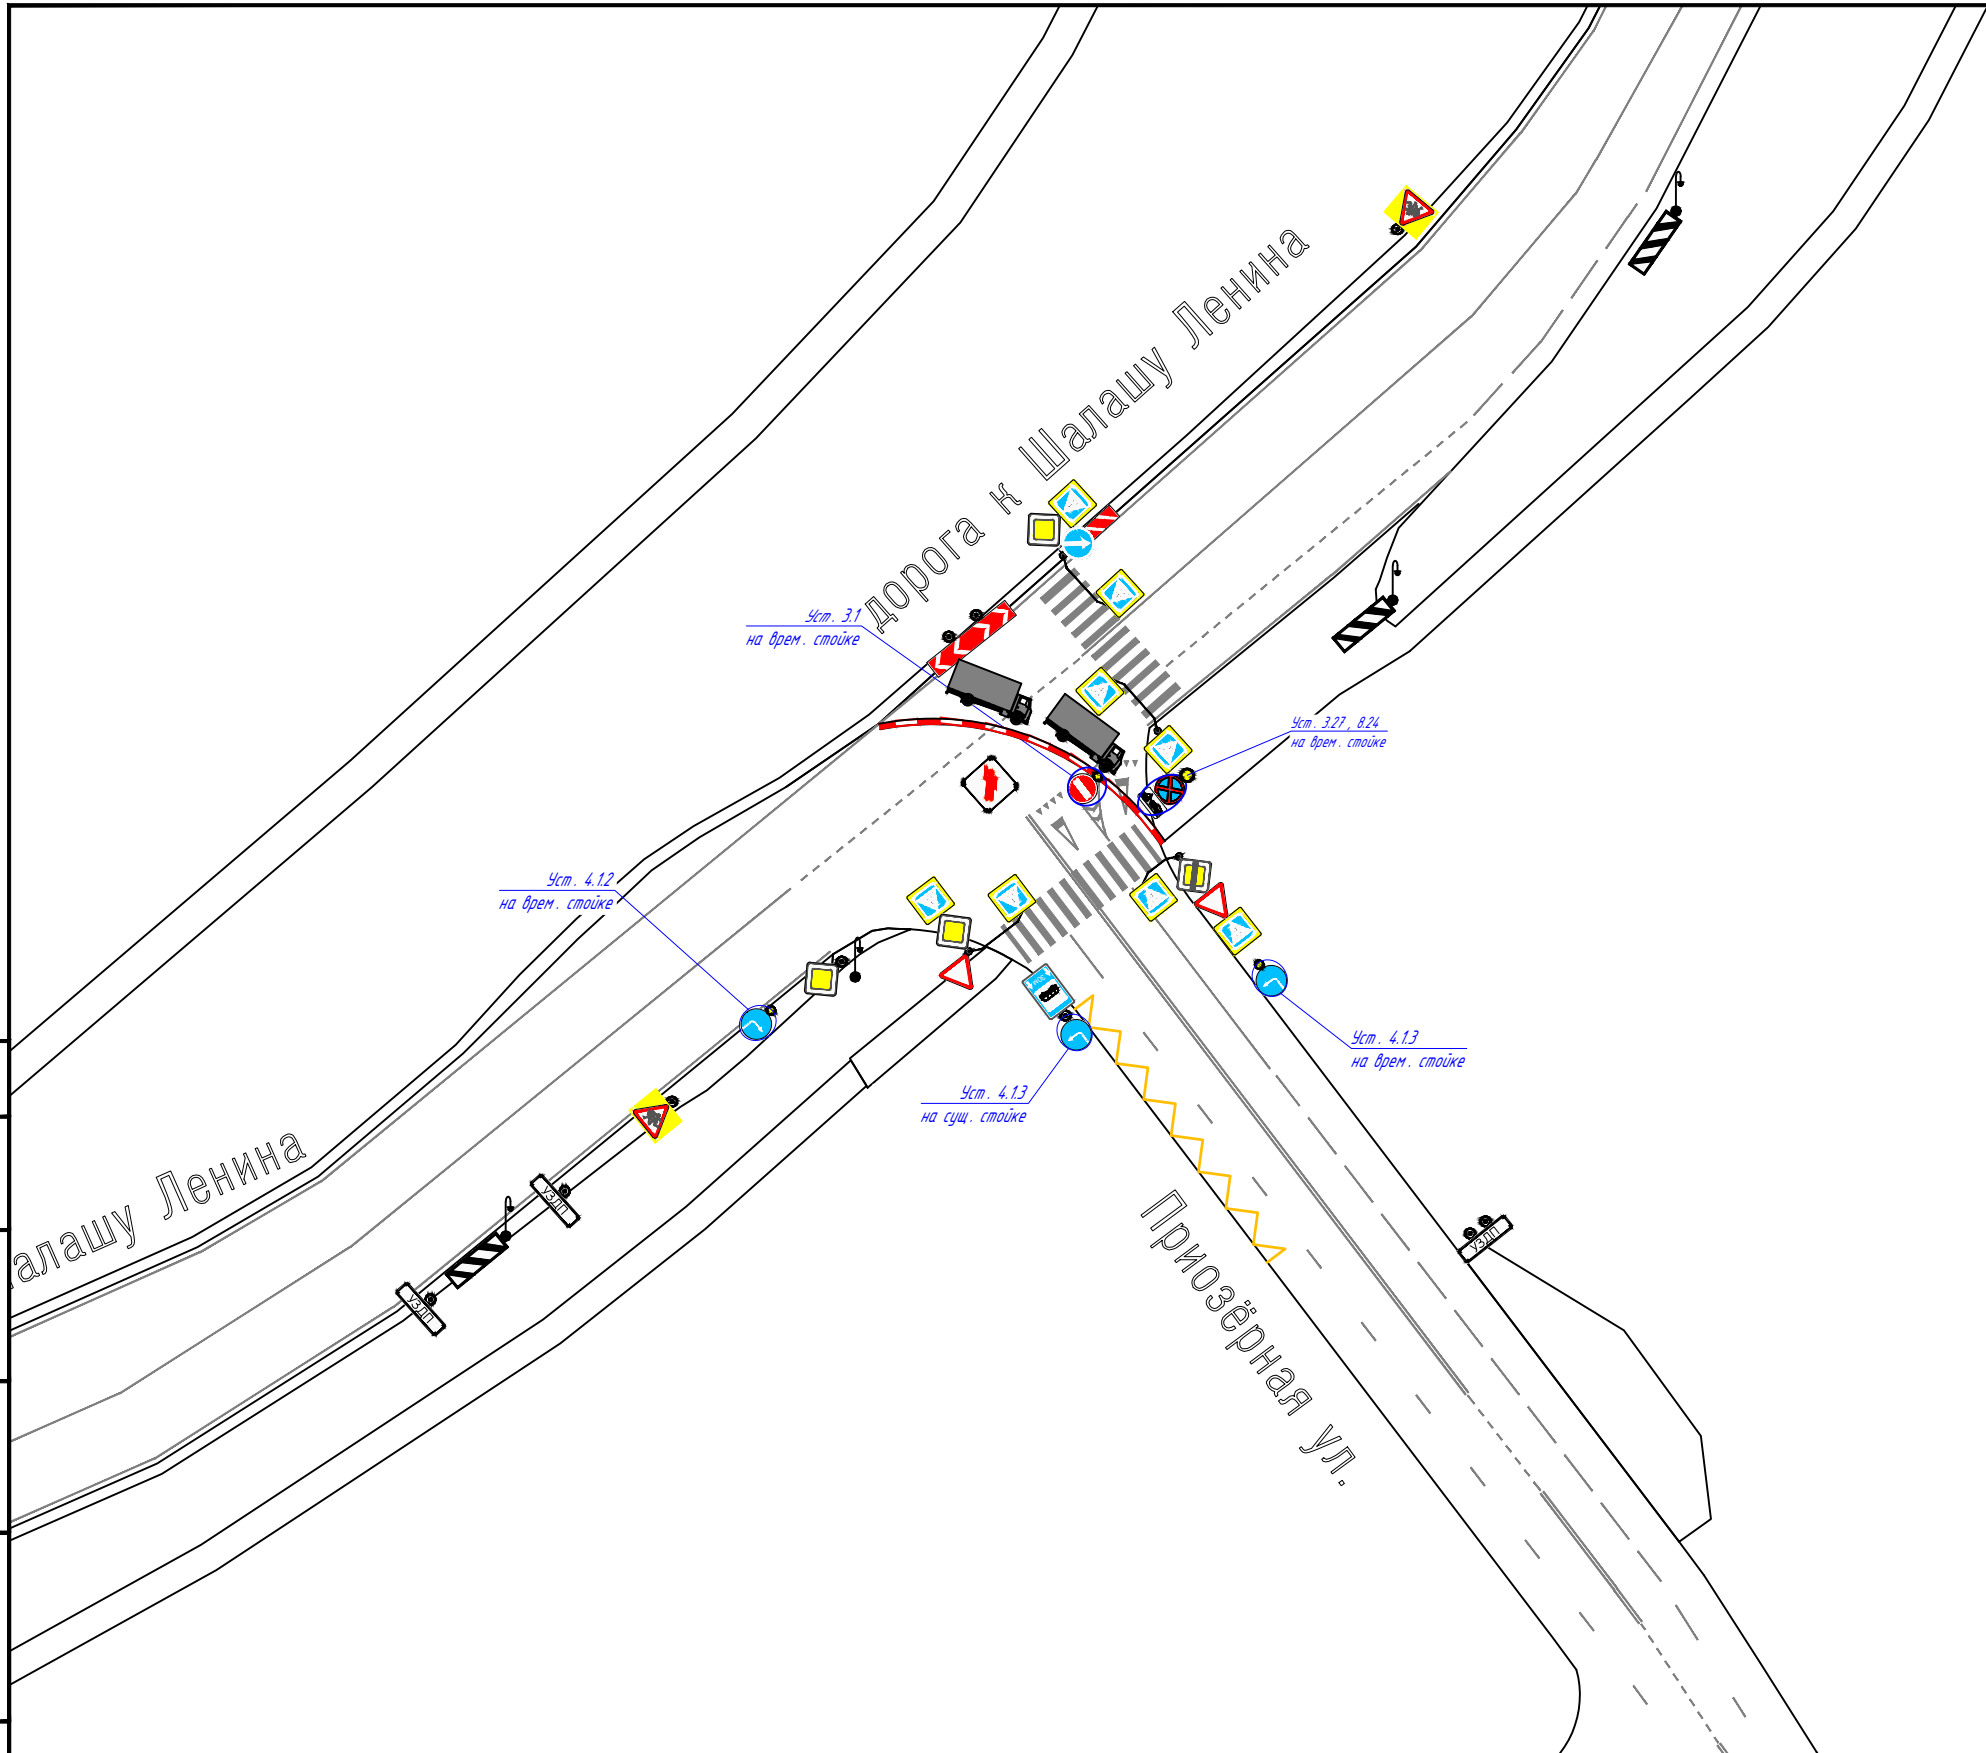 дорога к Шалашу Ленина
Уст. 3.1
на врем. стойке
Уст. 3.27, 8.24
на врем. стойке
Уст. 4.1.2
на врем. стойке
Уст. 4.1.3
на врем. стойке
Уст. 4.1.3
на сущ. стойке
алашу Ленина
УЗДП
УЗДП
УЗДП
Приозёрная ул.